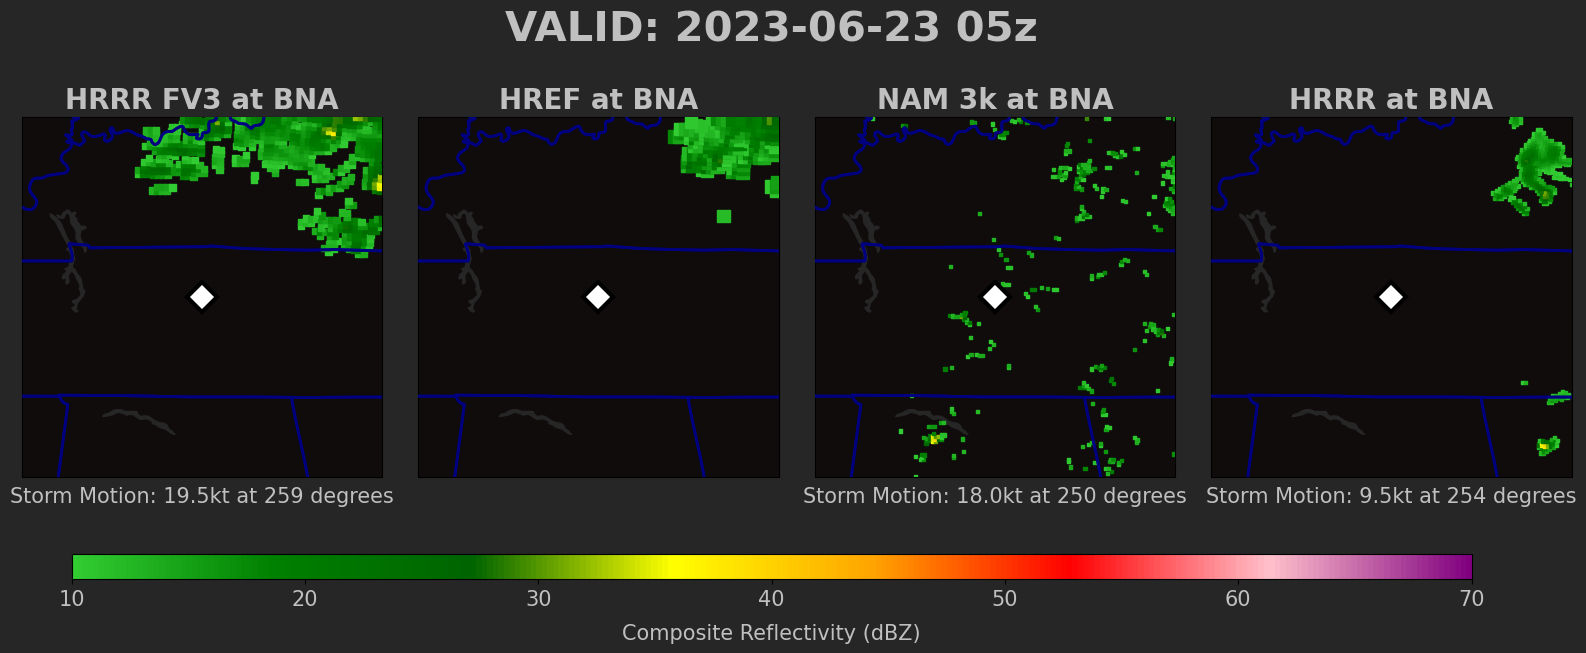 VALID: 2023-06-23 05z
HRRR FV3 at BNA
HREF at BNA
NAM 3k at BNA
HRRR at BNA
Storm Motion: 19.5kt at 259 degrees
Storm Motion: 18.0kt at 250 degrees
Storm Motion: 9.5kt at 254 degrees
10 20 30 40 50 60 70
Composite Reflectivity (dBZ)